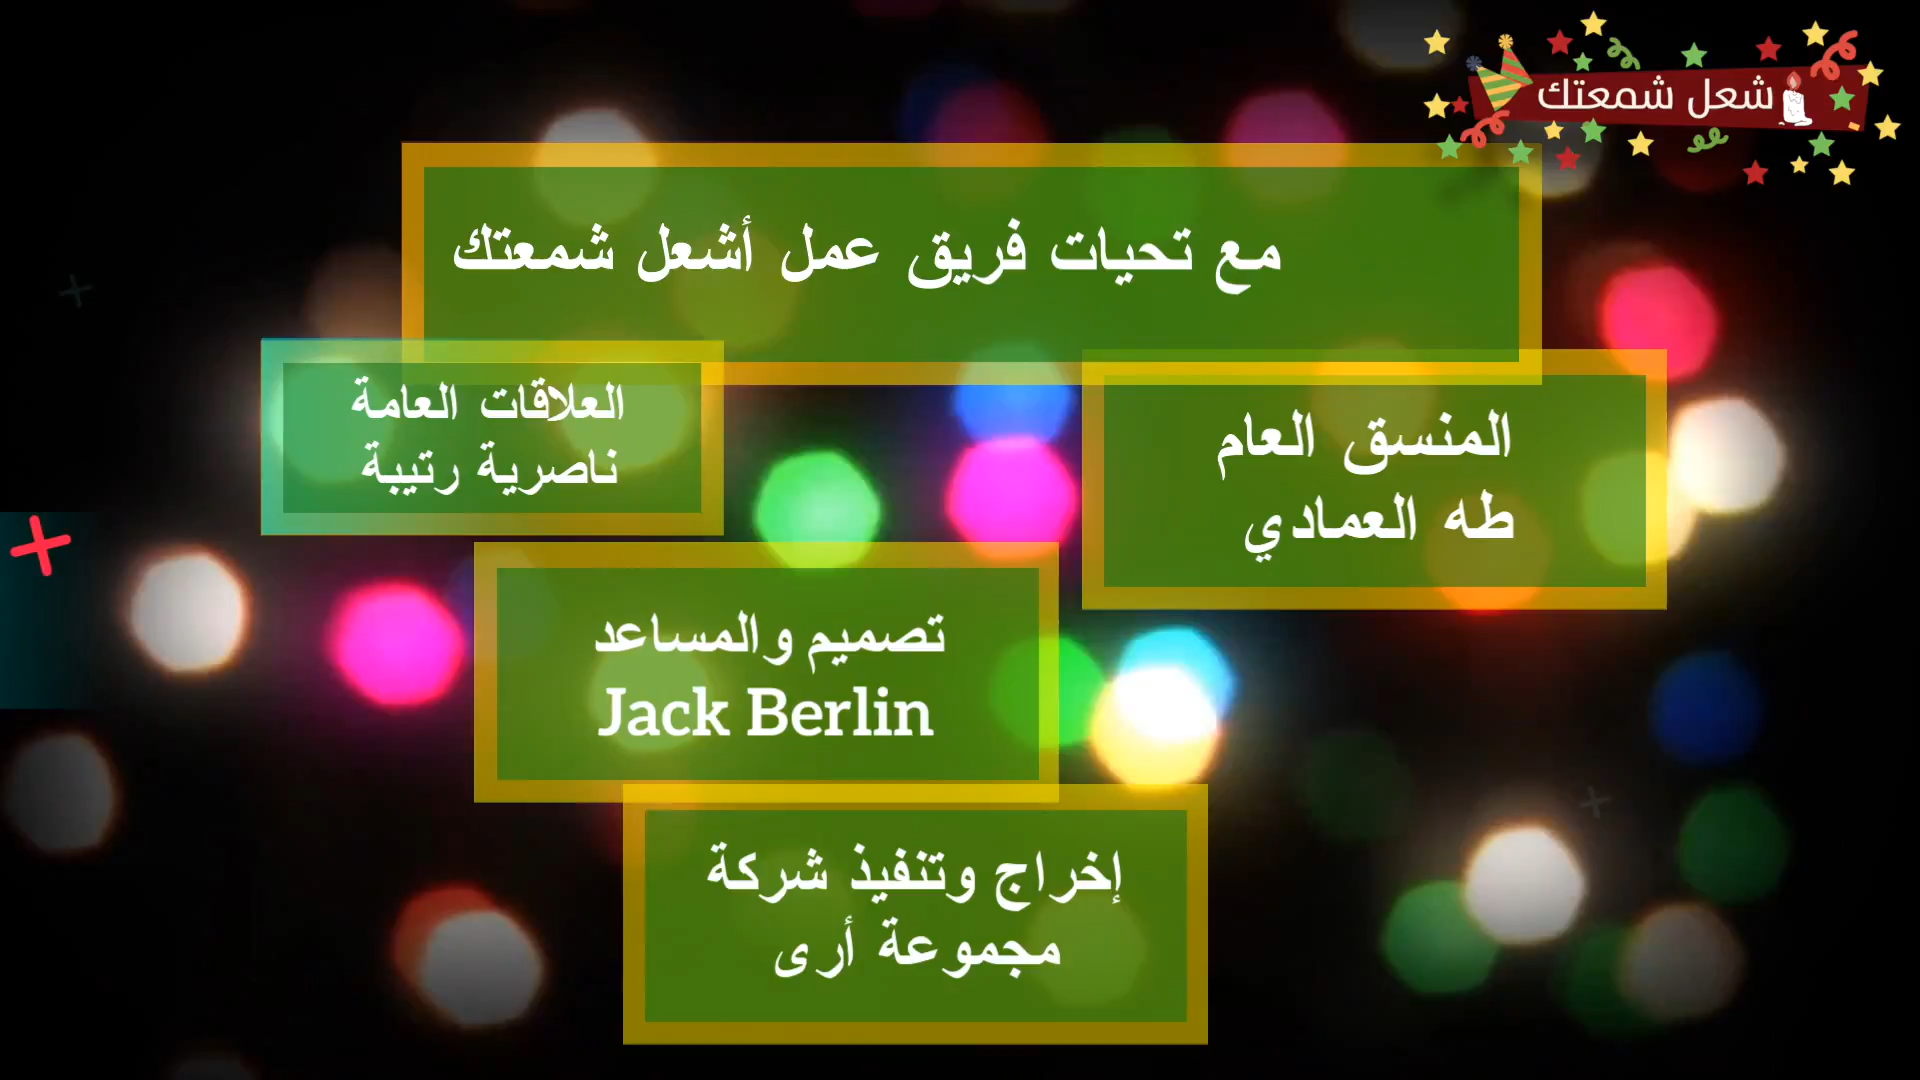 شعل شمعتك
مع تحيات فريق عمل أشعل شمعتك
المنسق العام
طه العمادي
العلاقات العامة
ناصرية رتيبة
تصميم والمساعد
Jack Berlin
إخراج وتنفيذ شركة
مجموعة أرى